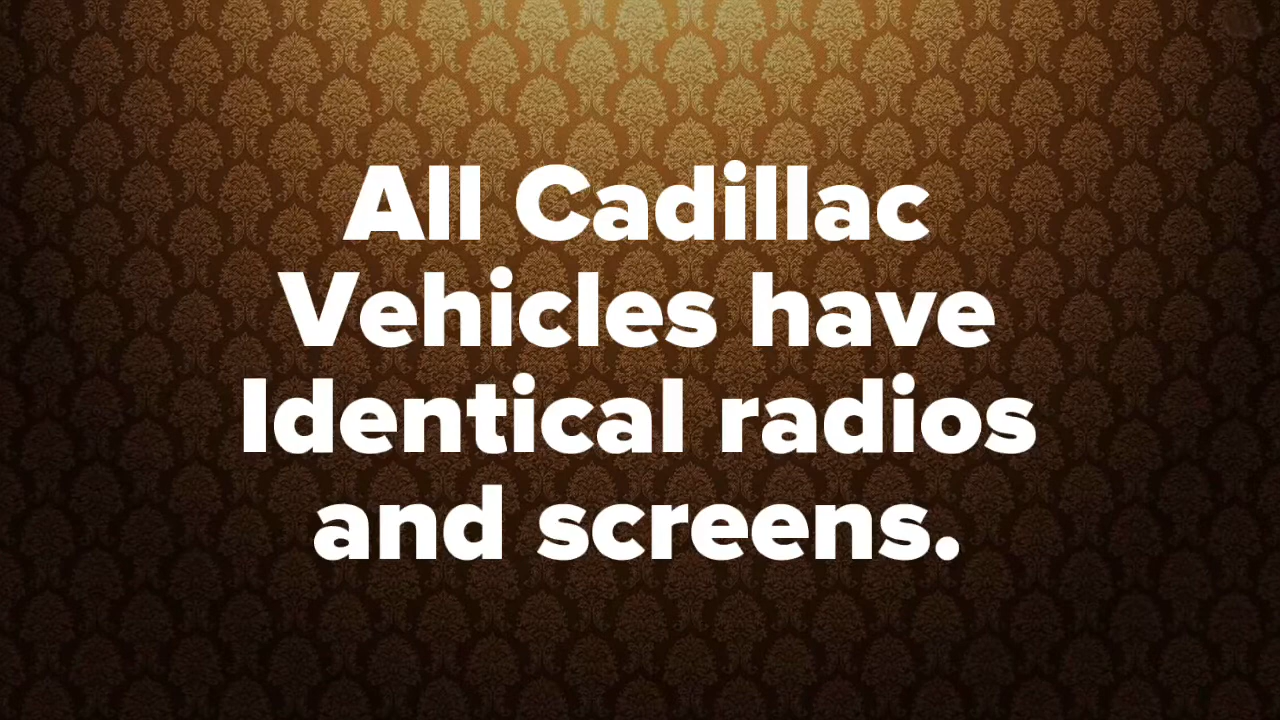 All Cadillac
Vehicles have
Identical radios
and screens.